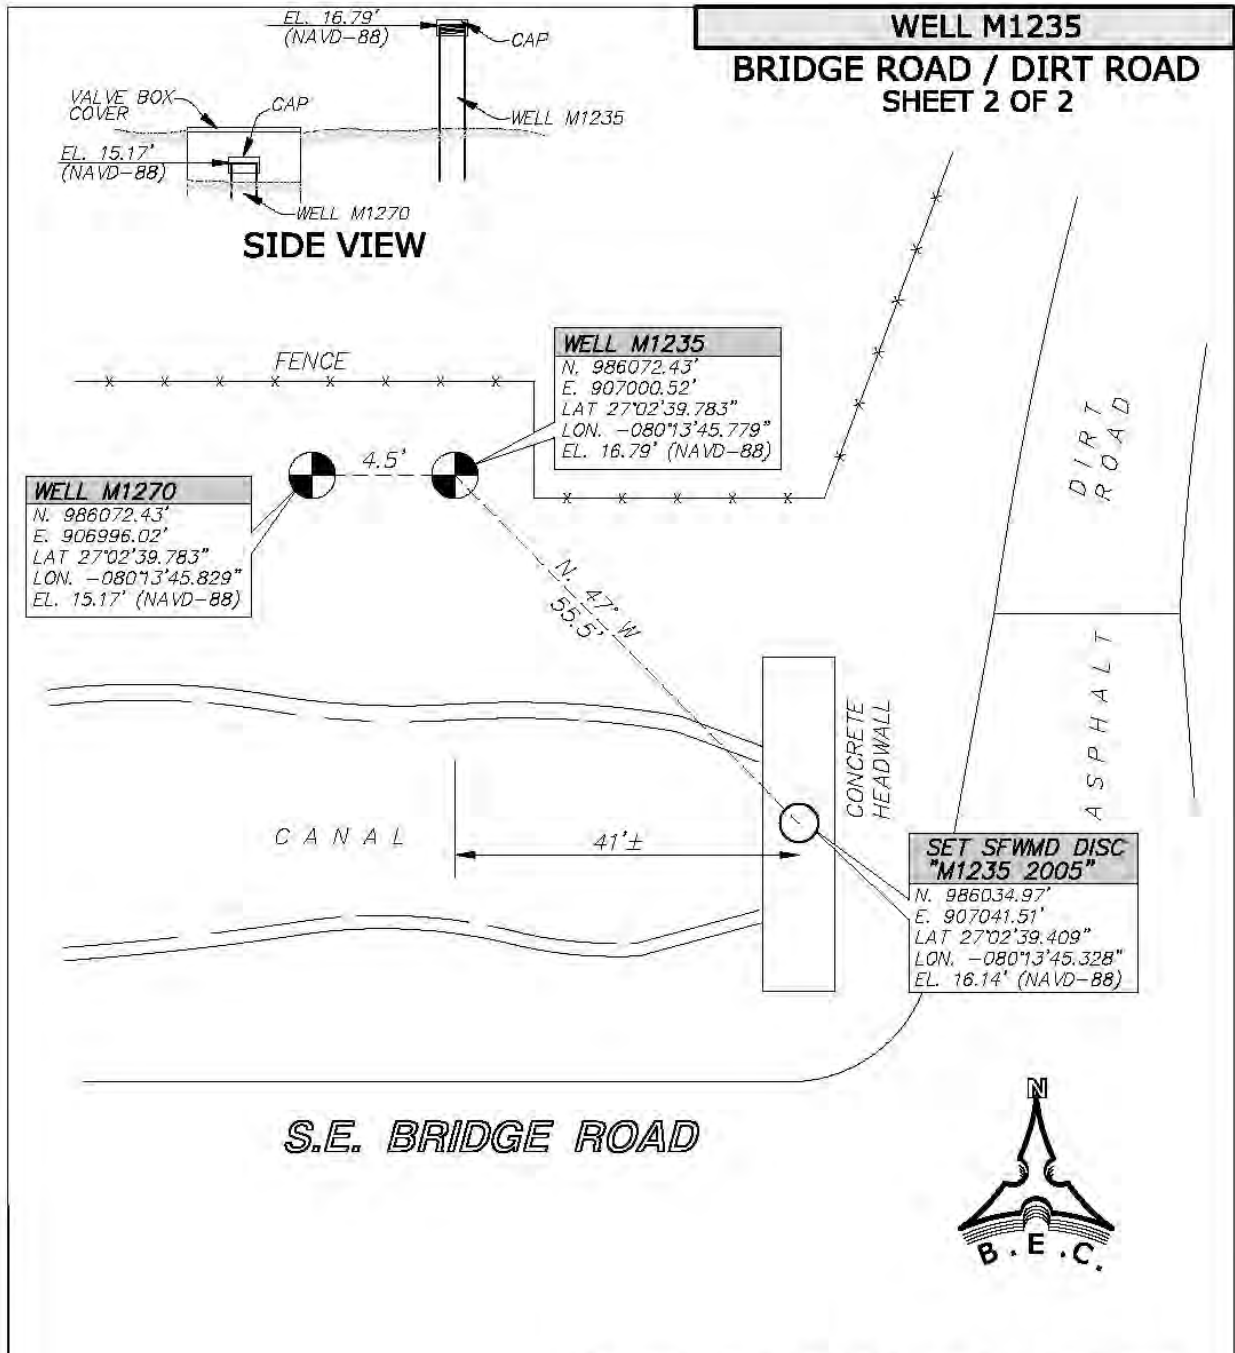 WELL M1235
BRIDGE ROAD / DIRT ROAD
SHEET 2 OF 2
EL. 16.79'
(NAVD-88)
CAP
WELL M1235
VALVE BOX
COVER
CAP
EL. 15.17'
(NAVD-88)
WELL M1270
SIDE VIEW
FENCE
WELL M1235
N. 986072.43'
E. 907000.52'
LAT 27°02'39.783"
LON. -080°13'45.779"
EL. 16.79' (NAVD-88)
4.5'
WELL M1270
N. 986072.43'
E. 906996.02'
LAT 27°02'39.783"
LON. -080°13'45.829"
EL. 15.17' (NAVD-88)
N. 47° W
55.5'
DIRT
ROAD
ASPHALT
CONCRETE
HEADWALL
CANAL
41'±
SET SFWMD DISC
"M1235 2005"
N. 986034.97'
E. 907041.51'
LAT 27°02'39.409"
LON. -080°13'45.328"
EL. 16.14' (NAVD-88)
S.E. BRIDGE ROAD
N
B.E.C.